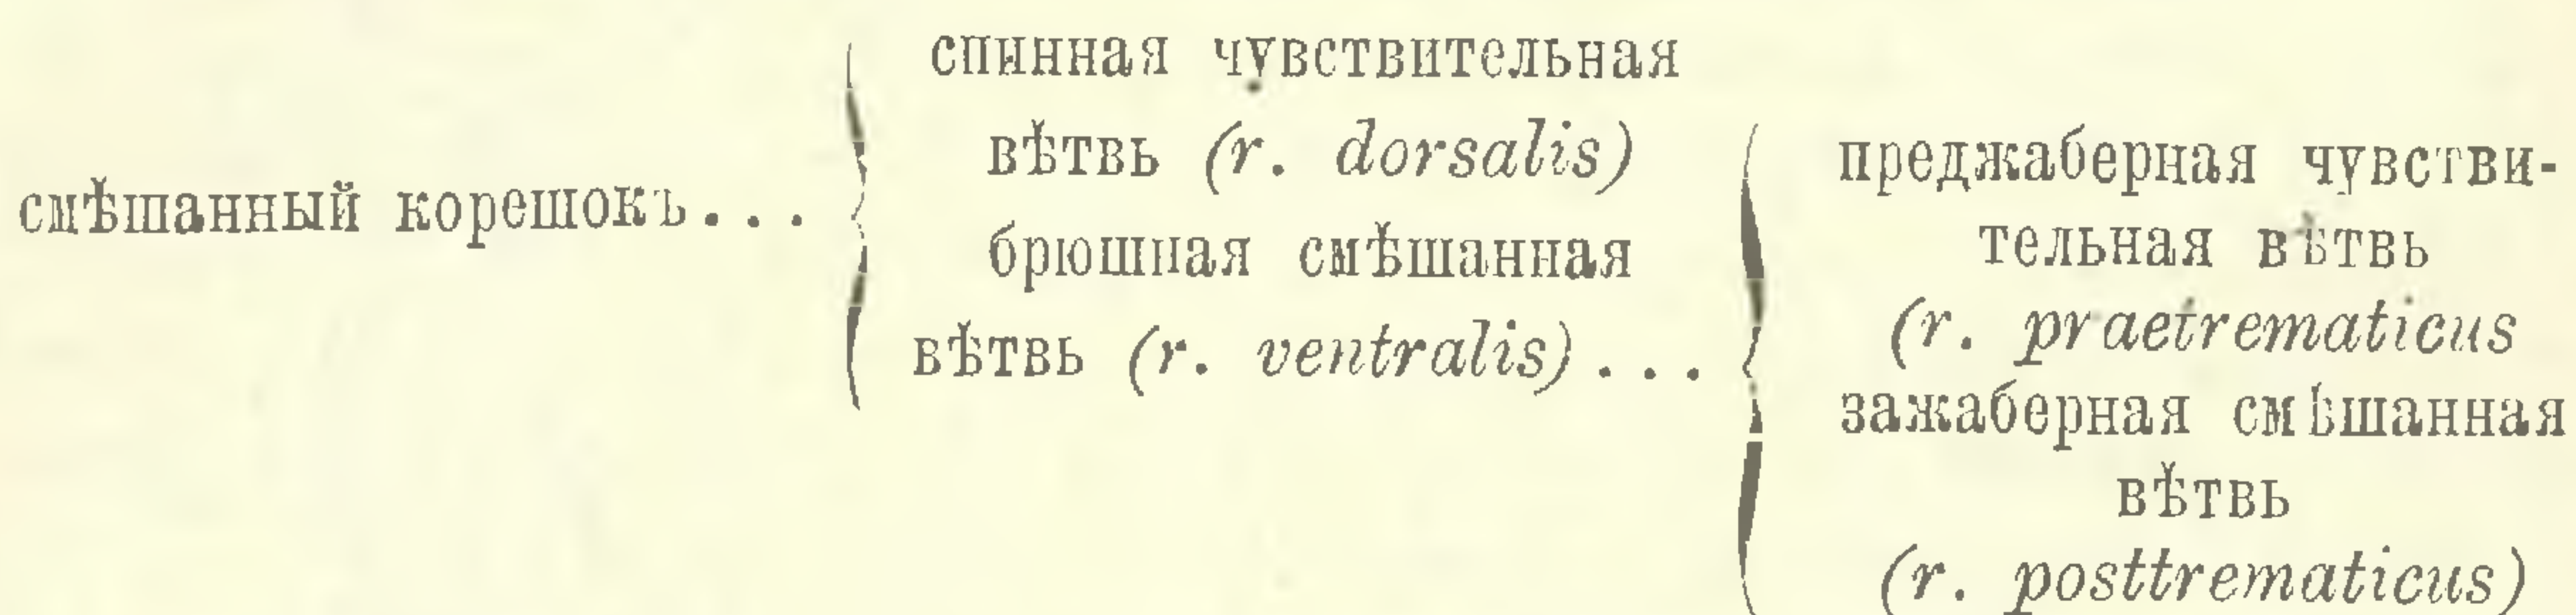 смѣшанный корешокъ...
спинная чувствительная
вѣтвь (r. dorsalis)
брюшная смѣшанная
вѣтвь (r. ventralis)...
преджаберная чувстви-
тельная вѣтвь
(r. praetrematicus
зажаберная смѣшанная
вѣтвь
(r. posttrematicus)